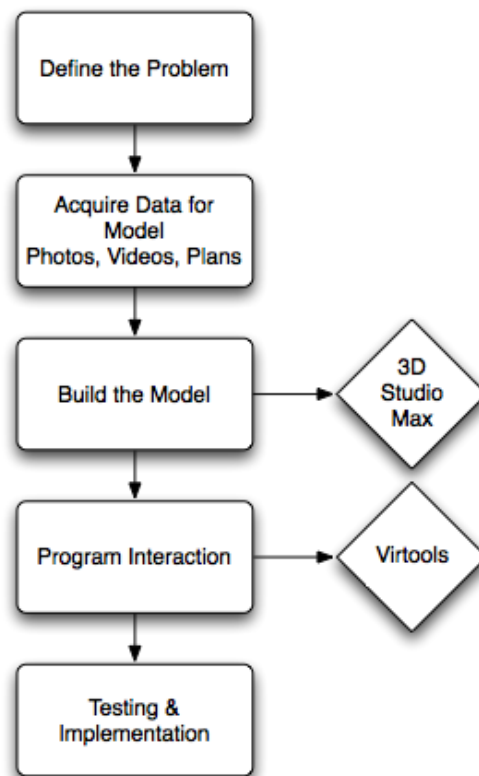 Define the Problem
Acquire Data for
Model
Photos, Videos, Plans
Build the Model
3D
Studio
Max
Program Interaction
Virtools
Testing &
Implementation